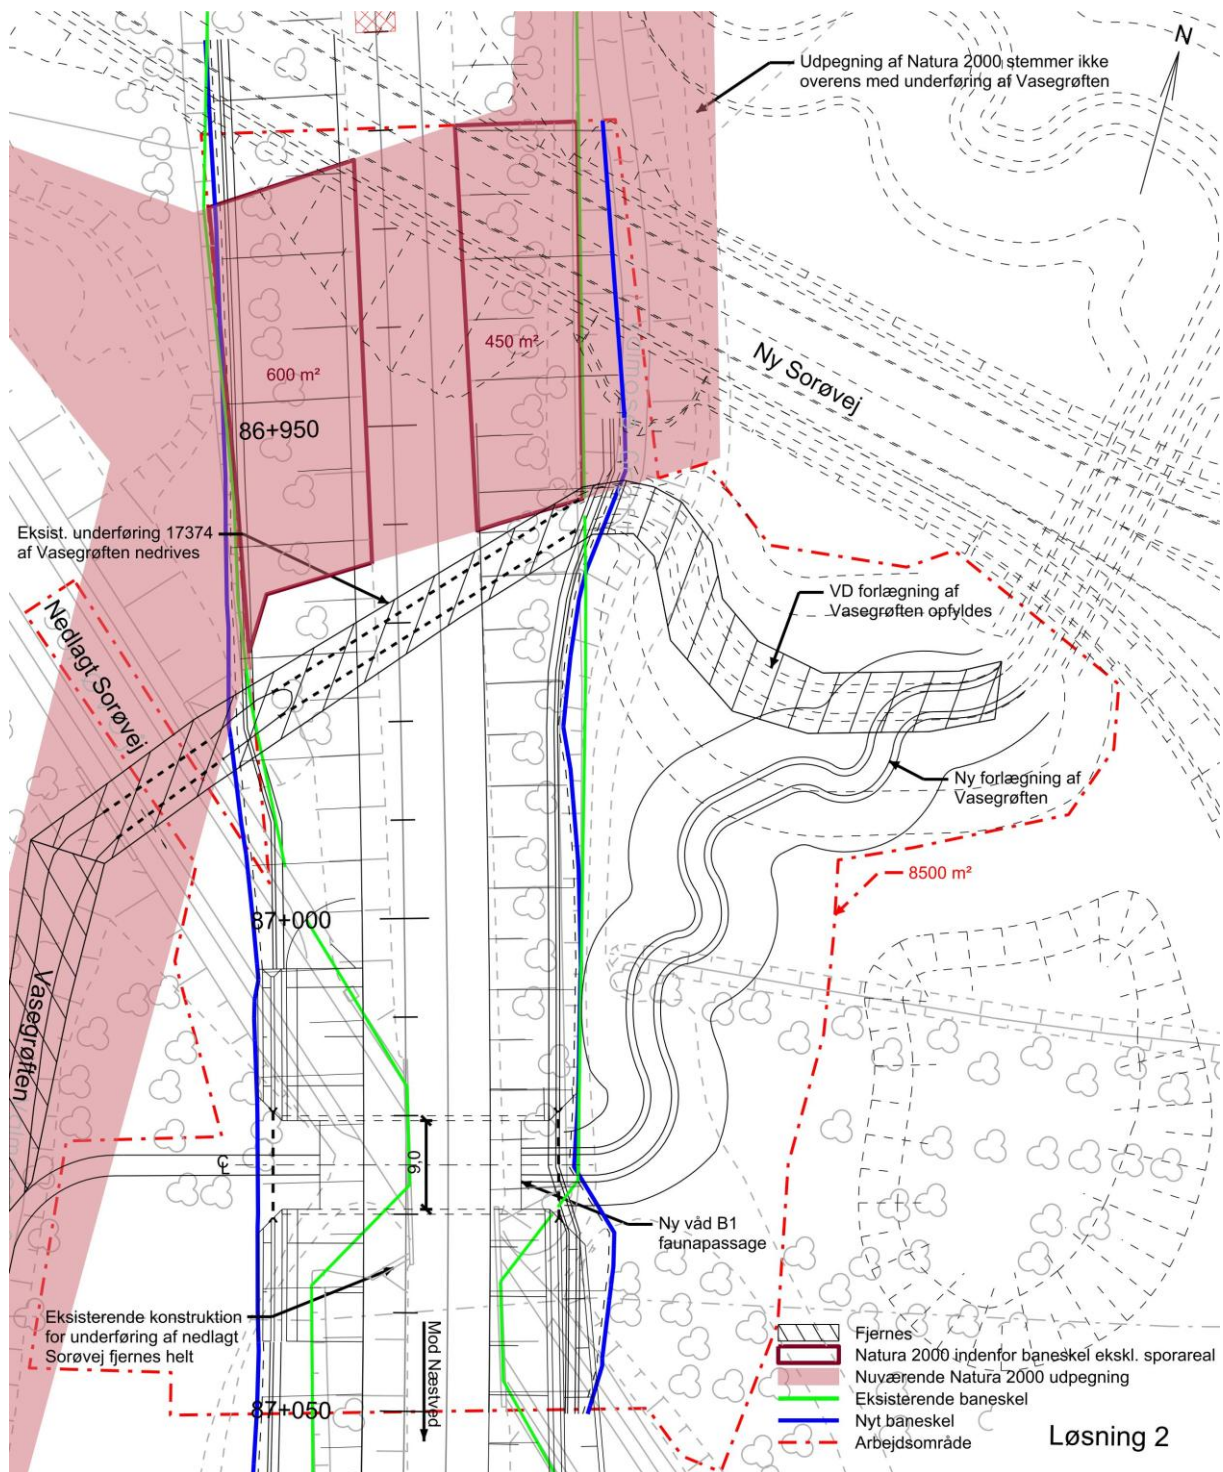 N
Udpegning af Natura 2000 stemmer ikke
overens med underføring af Vasegrøften
Ny Sorøvej
450 m²
600 m²
86+950
Eksist. underføring 17374
af Vasegrøften nedrives
Nedlagt Sorøvej
VD forlægning af
Vasegrøften opfyldes
Ny forlægning af
Vasegrøften
8500 m²
87+000
Vasegrøften
℄
9,0
Ny våd B1
faunapassage
Eksisterende konstruktion
for underføring af nedlagt
Sorøvej fjernes helt
Mod Næstved
87+050
Fjernes
Natura 2000 indenfor baneskel ekskl. sporareal
Nuværende Natura 2000 udpegning
Eksisterende baneskel
Nyt baneskel
Arbejdsområde
Løsning 2